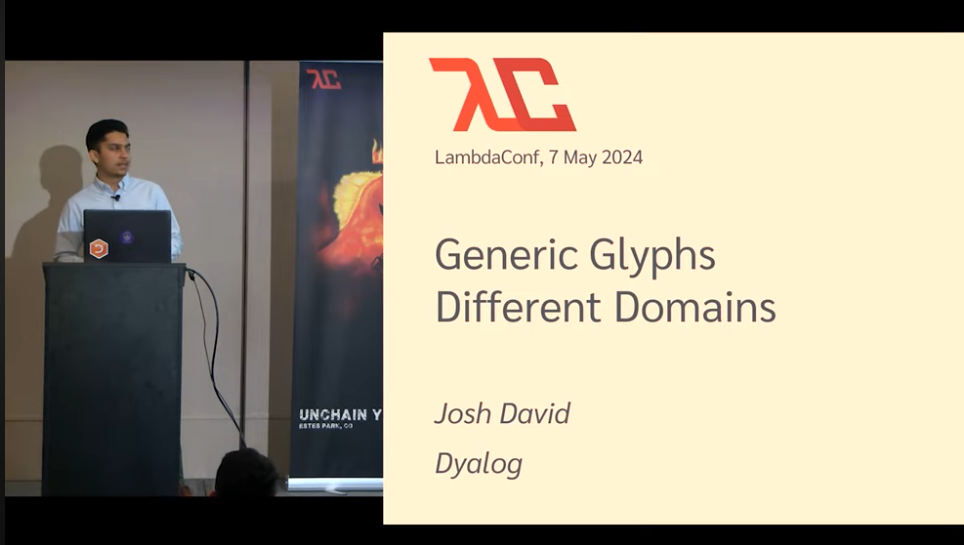 LambdaConf, 7 May 2024
Generic Glyphs
Different Domains
Josh David
Dyalog
UNCHAIN Y
ESTES PARK, CO